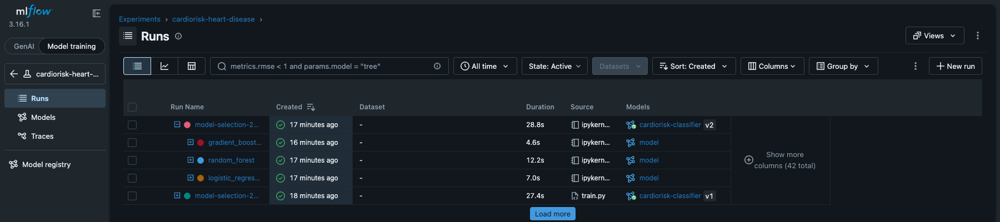 mlflow
3.16.1
GenAI
Model training
cardiorisk-heart-...
Runs
Models
Traces
Model registry
Experiments > cardiorisk-heart-disease >
Runs
Views
metrics.rmse < 1 and params.model = "tree"
All time
State: Active
Datasets
Sort: Created
Columns
Group by
New run
Run Name Created Dataset Duration Source Models
model-selection-2... 17 minutes ago - 28.8s ipykern... cardiorisk-classifier v2
gradient_boost... 16 minutes ago - 4.6s ipykern... model
random_forest 17 minutes ago - 12.2s ipykern... model
logistic_regres... 17 minutes ago - 7.0s ipykern... model
model-selection-2... 18 minutes ago - 27.4s train.py cardiorisk-classifier v1
Show more
columns (42 total)
Load more